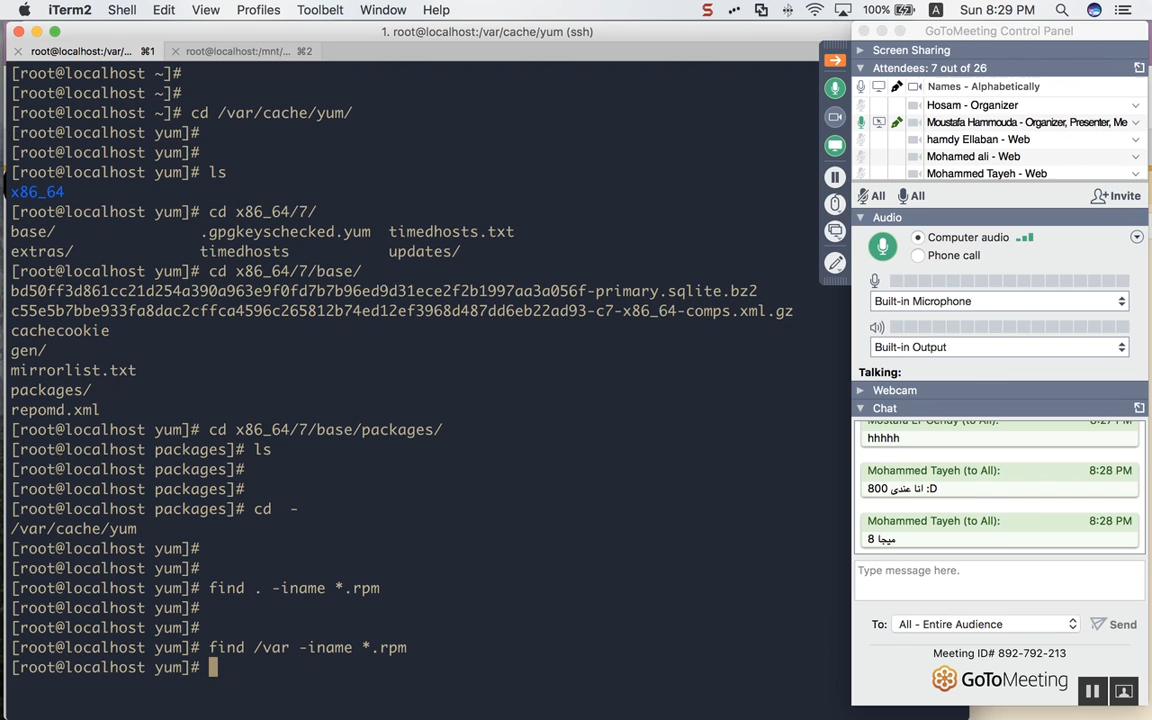 iTerm2 Shell Edit View Profiles Toolbelt Window Help
100% A Sun 8:29 PM
1. root@localhost:/var/cache/yum (ssh)
root@localhost:/var/... ⌘1
root@localhost:/mnt/... ⌘2
[root@localhost ~]#
[root@localhost ~]#
[root@localhost ~]# cd /var/cache/yum/
[root@localhost yum]#
[root@localhost yum]#
[root@localhost yum]# ls
x86_64
[root@localhost yum]# cd x86_64/7/
base/ .gpgkeyschecked.yum timedhosts.txt
extras/ timedhosts updates/
[root@localhost yum]# cd x86_64/7/base/
bd50ff3d861cc21d254a390a963e9f0fd7b7b96ed9d31ece2f2b1997aa3a056f-primary.sqlite.bz2
c55e5b7bbe933fa8dac2cffca4596c265812b74ed12ef3968d487dd6eb22ad93-c7-x86_64-comps.xml.gz
cachecookie
gen/
mirrorlist.txt
packages/
repomd.xml
[root@localhost yum]# cd x86_64/7/base/packages/
[root@localhost packages]# ls
[root@localhost packages]#
[root@localhost packages]#
[root@localhost packages]# cd  -
/var/cache/yum
[root@localhost yum]#
[root@localhost yum]#
[root@localhost yum]# find . -iname *.rpm
[root@localhost yum]#
[root@localhost yum]#
[root@localhost yum]# find /var -iname *.rpm
[root@localhost yum]#
GoToMeeting Control Panel
Screen Sharing
Attendees: 7 out of 26
Names - Alphabetically
Hosam - Organizer
Moustafa Hammouda - Organizer, Presenter, Me
hamdy Ellaban - Web
Mohamed ali - Web
Mohammed Tayeh - Web
All All Invite
Audio
Computer audio
Phone call
Built-in Microphone
Built-in Output
Talking:
Webcam
Chat
(to All): 8:27 PM
hhhhh
Mohammed Tayeh (to All): 8:28 PM
انا عندى 800 :D
Mohammed Tayeh (to All): 8:28 PM
8 ميجا
Type message here.
To: All - Entire Audience Send
Meeting ID# 892-792-213
GoToMeeting